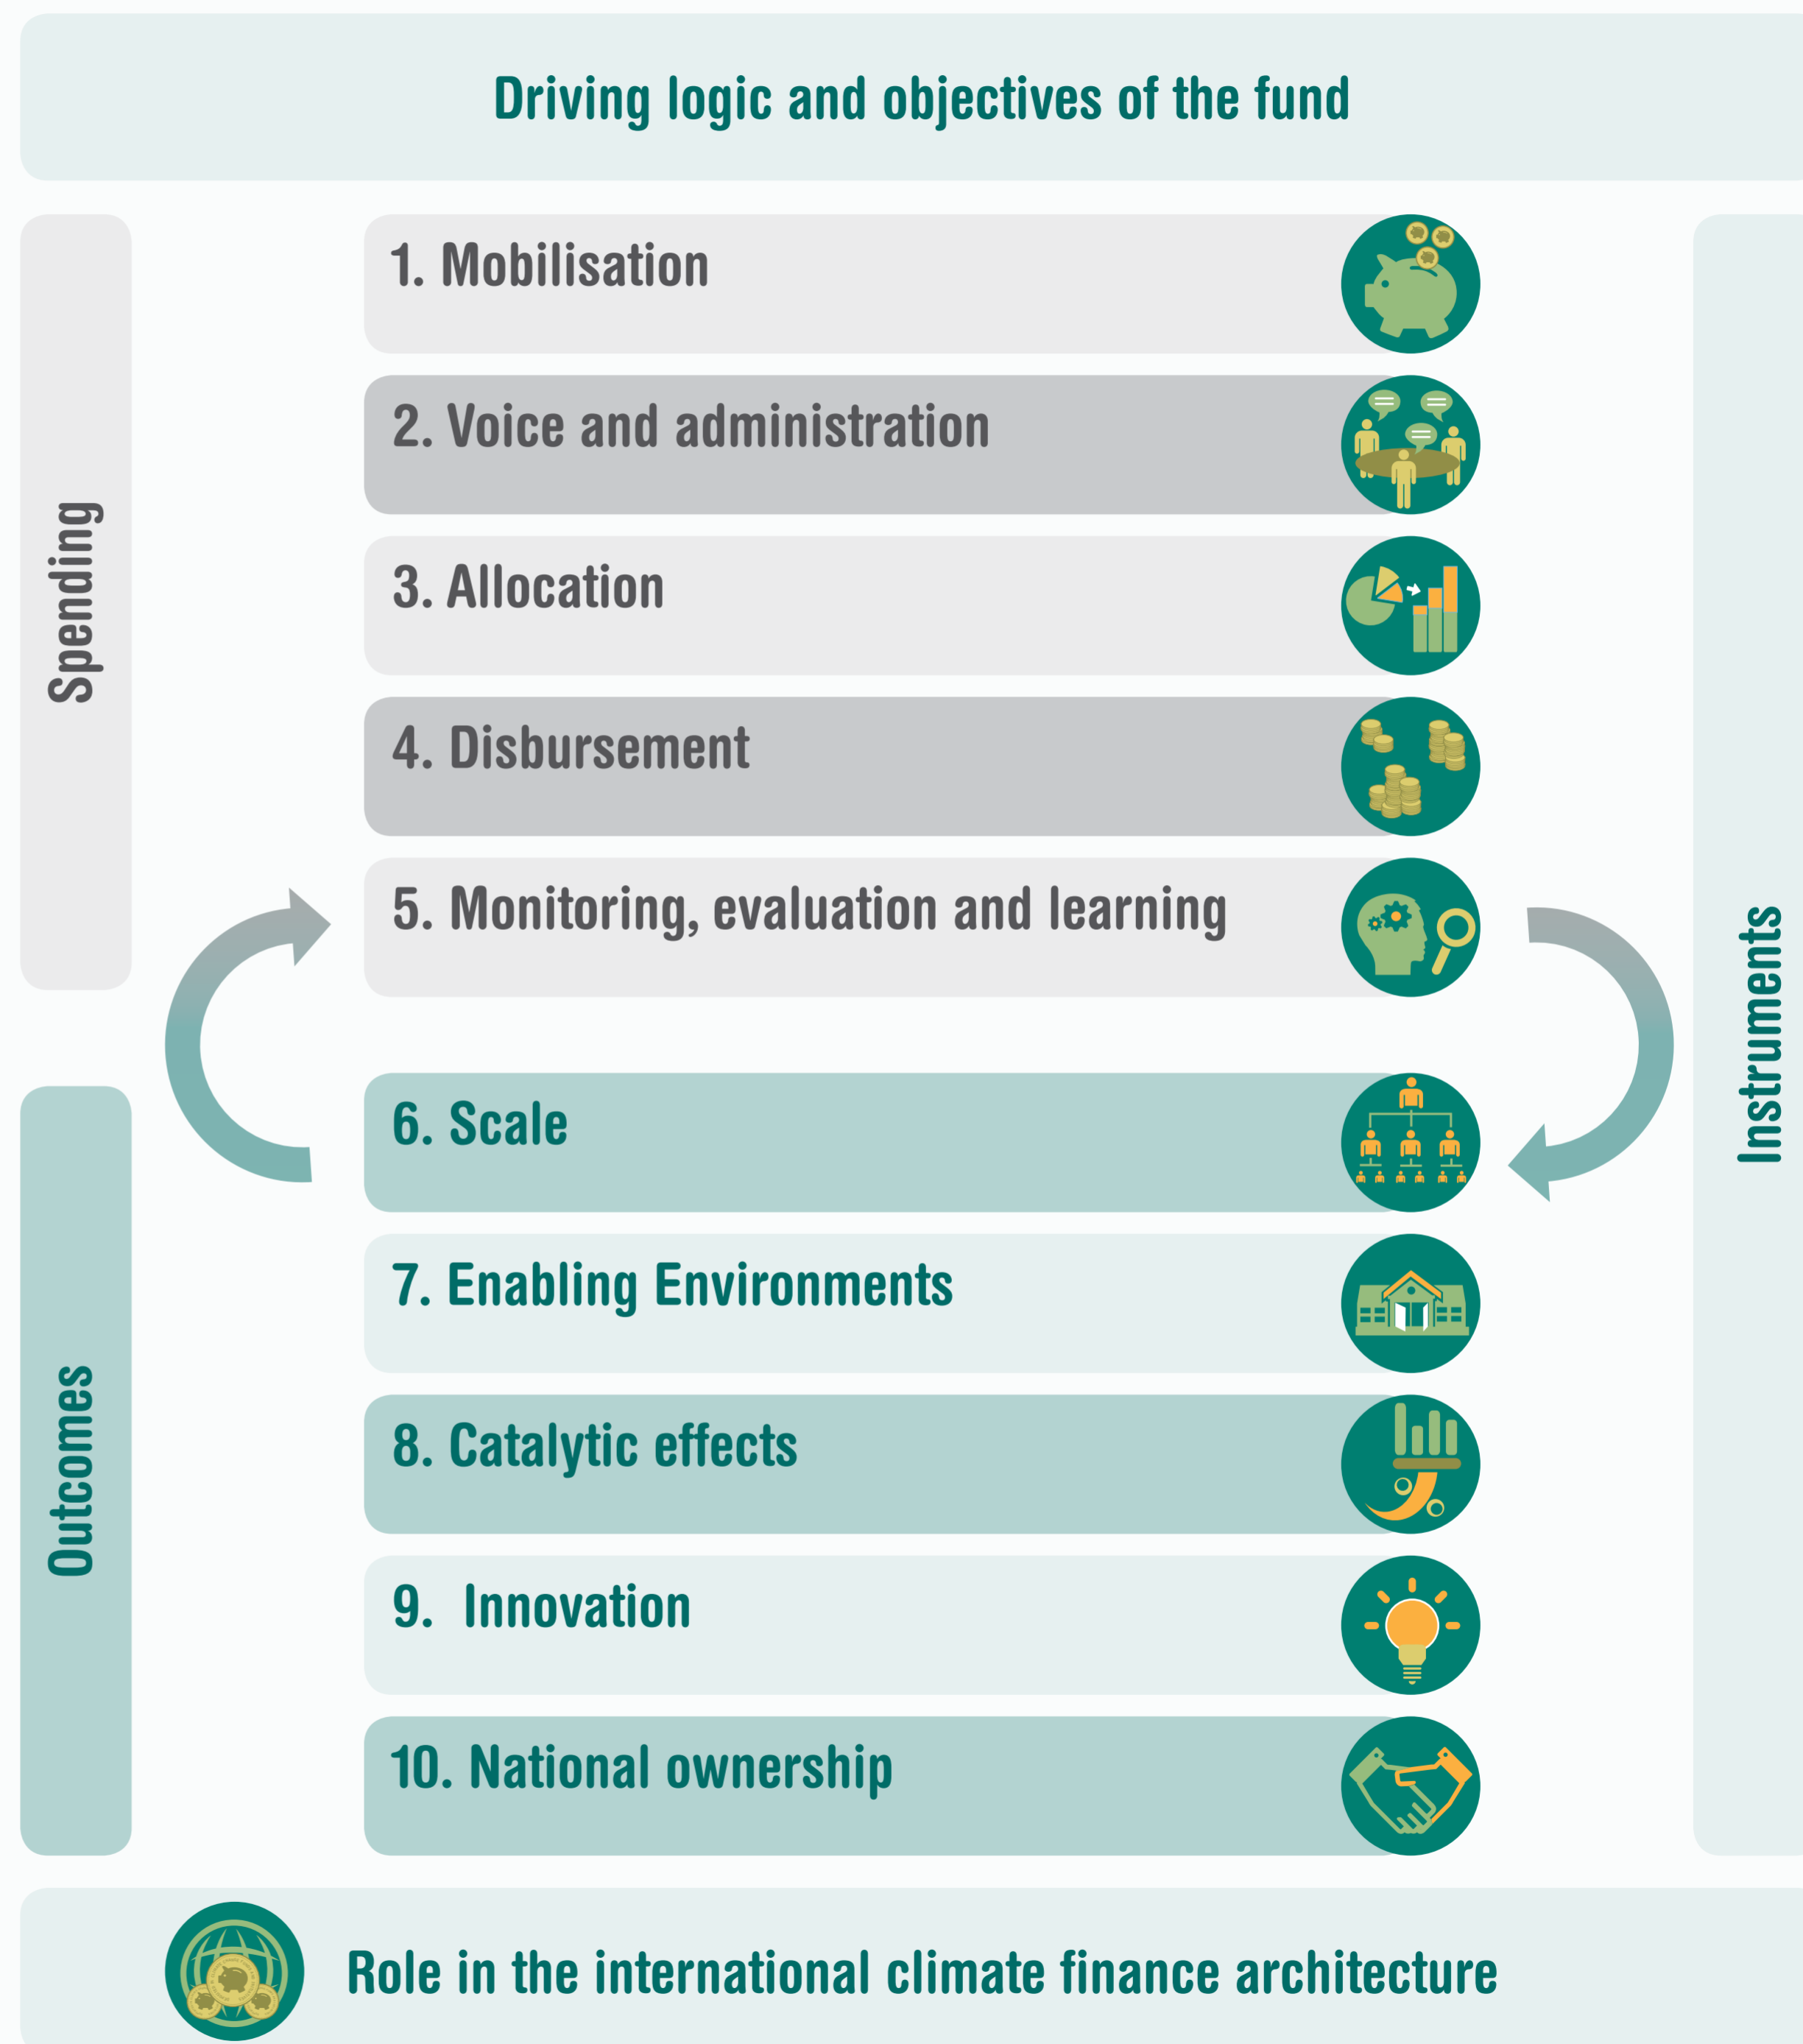 Driving logic and objectives of the fund
Spending
1. Mobilisation
2. Voice and administration
3. Allocation
4. Disbursement
5. Monitoring, evaluation and learning
Instruments
Outcomes
6. Scale
7. Enabling Environments
8. Catalytic effects
9. Innovation
10. National ownership
Role in the international climate finance architecture